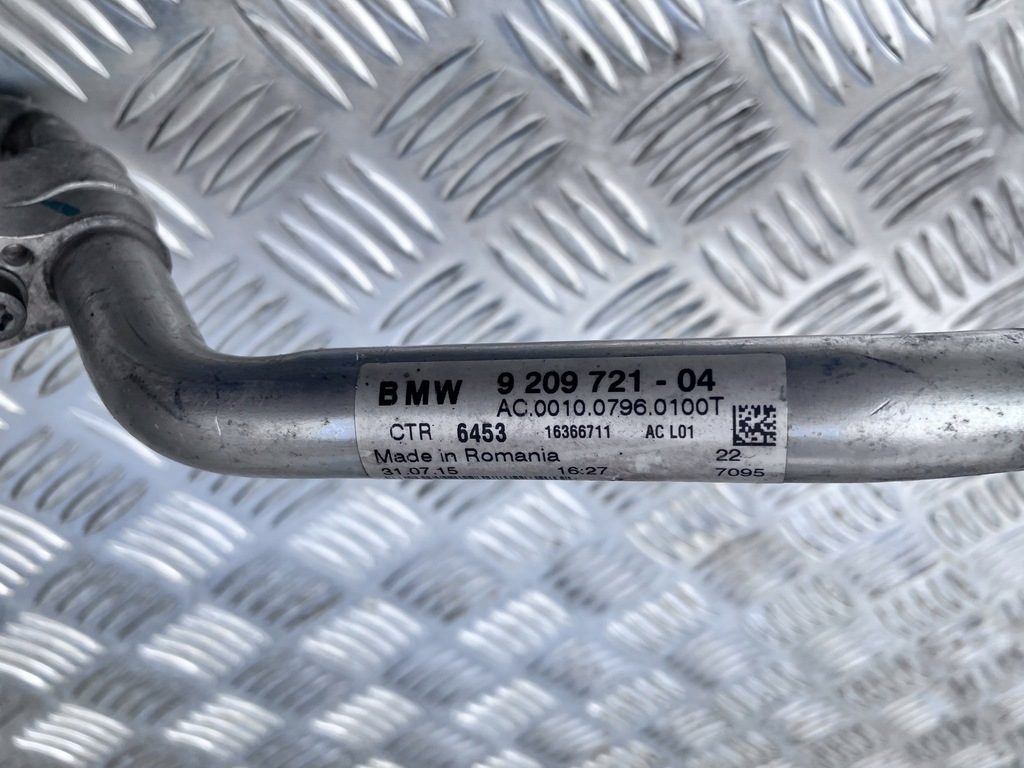 BMW 9 209 721 - 04
AC.0010.0796.0100T
CTR 6453 16366711 AC L01
Made in Romania 22
31.07.15 16:27 7095